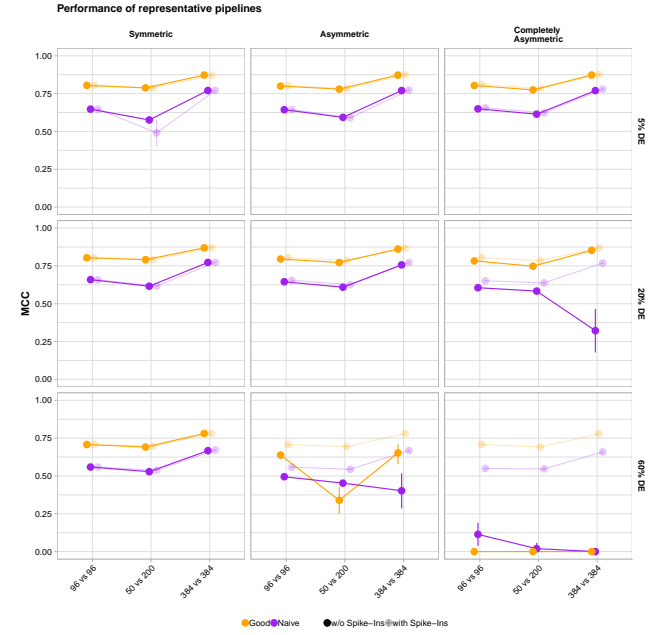 Performance of representative pipelines
Symmetric
Asymmetric
Completely
Asymmetric
MCC
1.00
0.75
0.50
0.25
0.00
5% DE
1.00
0.75
0.50
0.25
0.00
20% DE
1.00
0.75
0.50
0.25
0.00
60% DE
96 vs 96
50 vs 200
384 vs 384
96 vs 96
50 vs 200
384 vs 384
96 vs 96
50 vs 200
384 vs 384
Good Naive w/o Spike−Ins with Spike−Ins